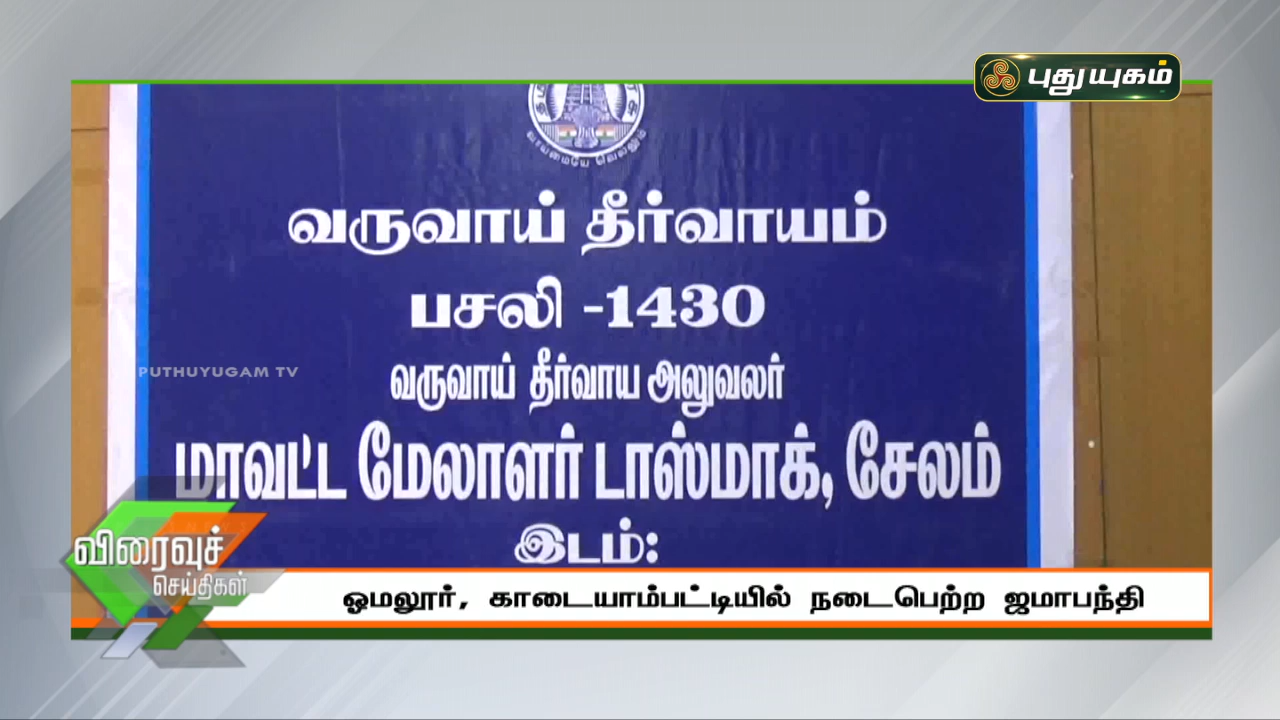 புதுயுகம்
வாய்மையே வெல்லும்
வருவாய் தீர்வாயம்
பசலி -1430
PUTHUYUGAM TV
வருவாய் தீர்வாய அலுவலர்
மாவட்ட மேலாளர் டாஸ்மாக், சேலம்
இடம்:
விரைவுச்
செய்திகள்
ஓமலூர், காடையாம்பட்டியில் நடைபெற்ற ஜமாபந்தி